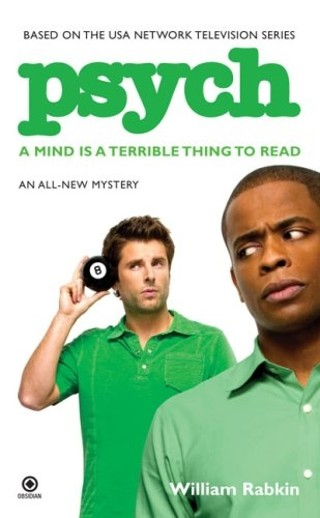 BASED ON THE USA NETWORK TELEVISION SERIES
psych
A MIND IS A TERRIBLE THING TO READ
AN ALL-NEW MYSTERY
8
OBSIDIAN
William Rabkin